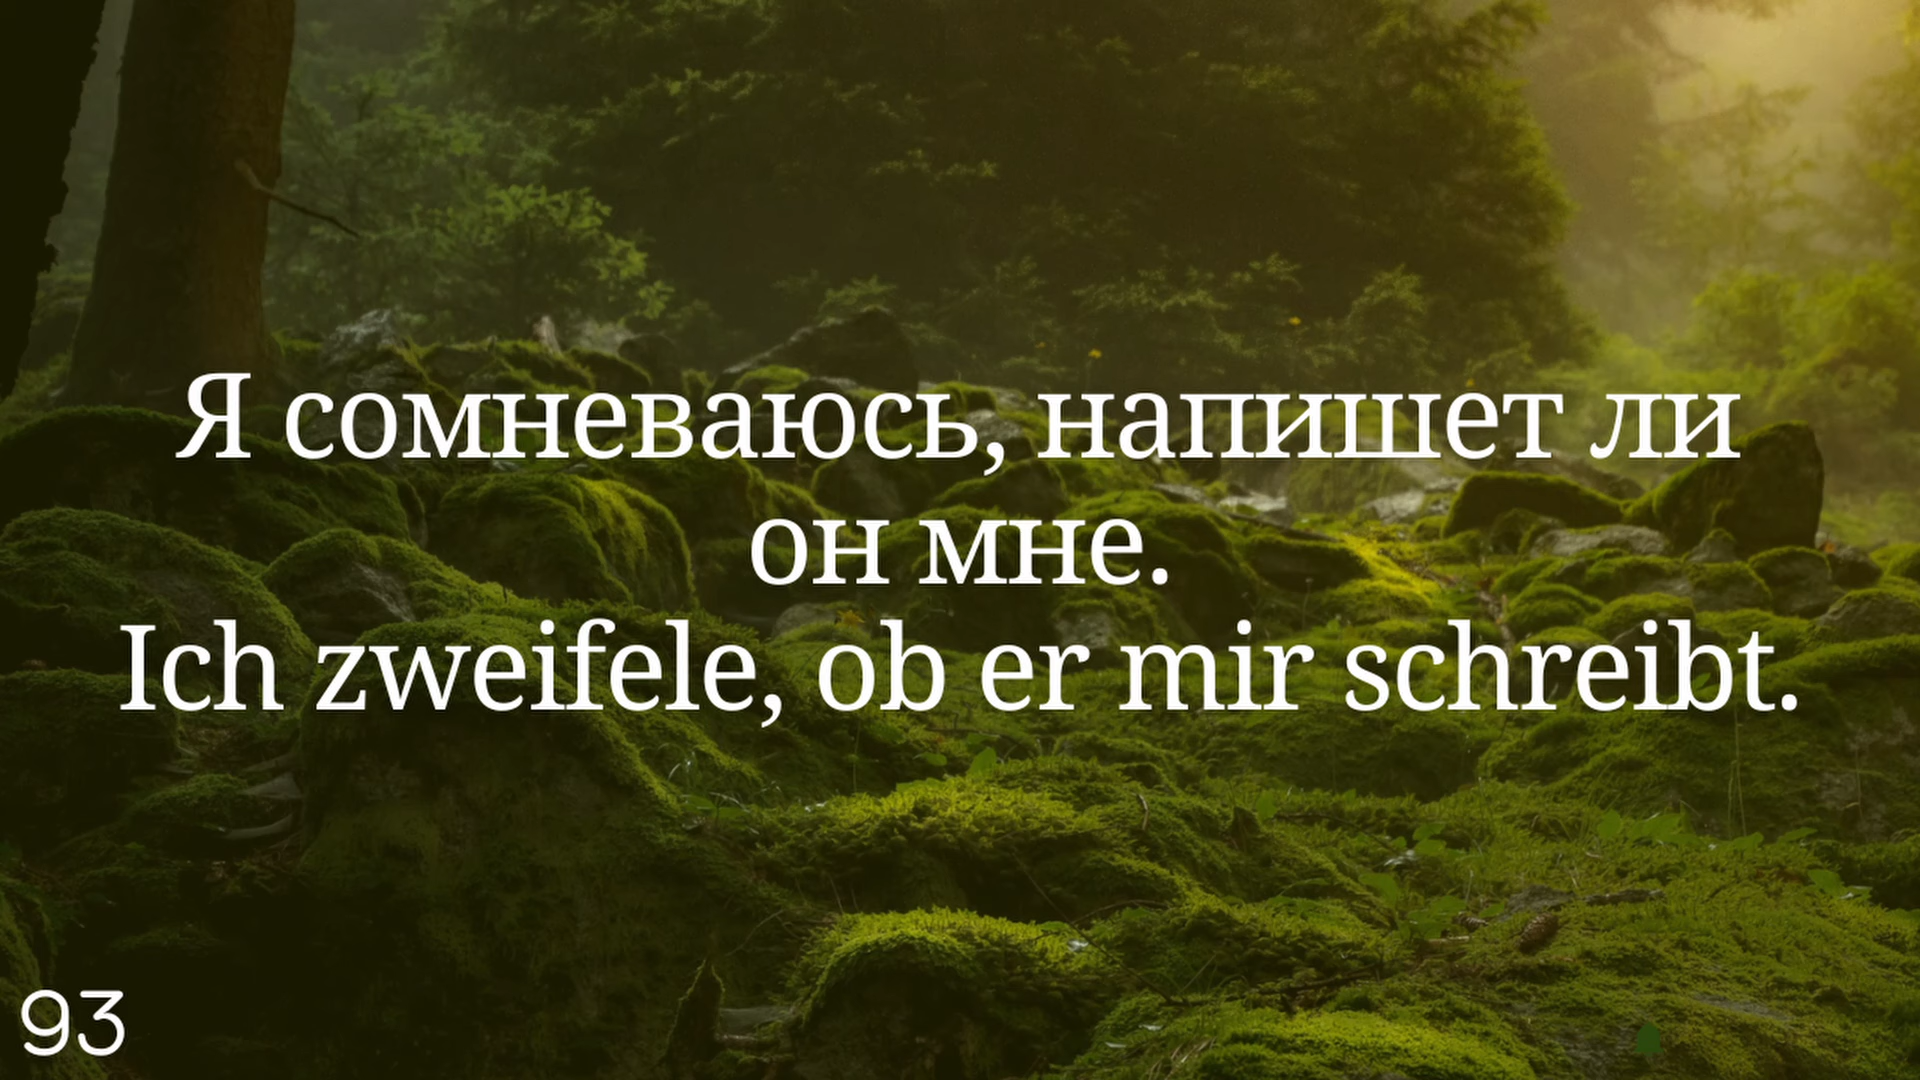 Я сомневаюсь, напишет ли
он мне.
Ich zweifele, ob er mir schreibt.
93